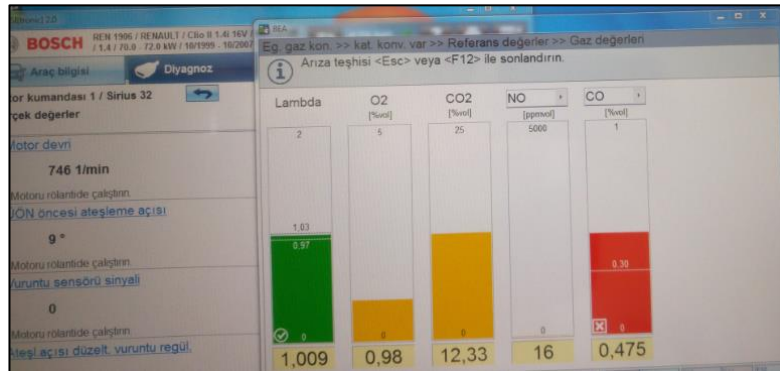 BOSCH
REN 1906 / RENAULT / Clio II 1.4i 16V /
/ 1.4 / 70.0 - 72.0 kW / 10/1999 - 10/2007
Araç bilgisi
Diyagnoz
kumandası 1 / Sirius 32
değerler
Motor devri
746 1/min
Motoru rölantide çalıştırın.
ÜÖN öncesi ateşleme açısı
9 °
Motoru rölantide çalıştırın.
Vuruntu sensörü sinyali
0
Motoru rölantide çalıştırın.
Ateşl.açısı düzelt. vuruntu regül.
BEA
Eg. gaz kon. >> kat. konv. var >> Referans değerler >> Gaz değerleri
Arıza teşhisi <Esc> veya <F12> ile sonlandırın.
Lambda
O2
CO2
NO
CO
[%vol]
[%vol]
[ppmvol]
[%vol]
2
5
25
5000
1
1,03
0,97
0.30
0
0
0
0
0
1,009
0,98
12,33
16
0,475